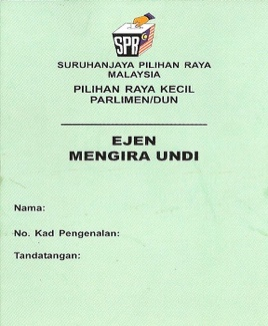 SPR
SURUHANJAYA PILIHAN RAYA
MALAYSIA
PILIHAN RAYA KECIL
PARLIMEN/DUN
EJEN
MENGIRA UNDI
Nama:
No. Kad Pengenalan:
Tandatangan: